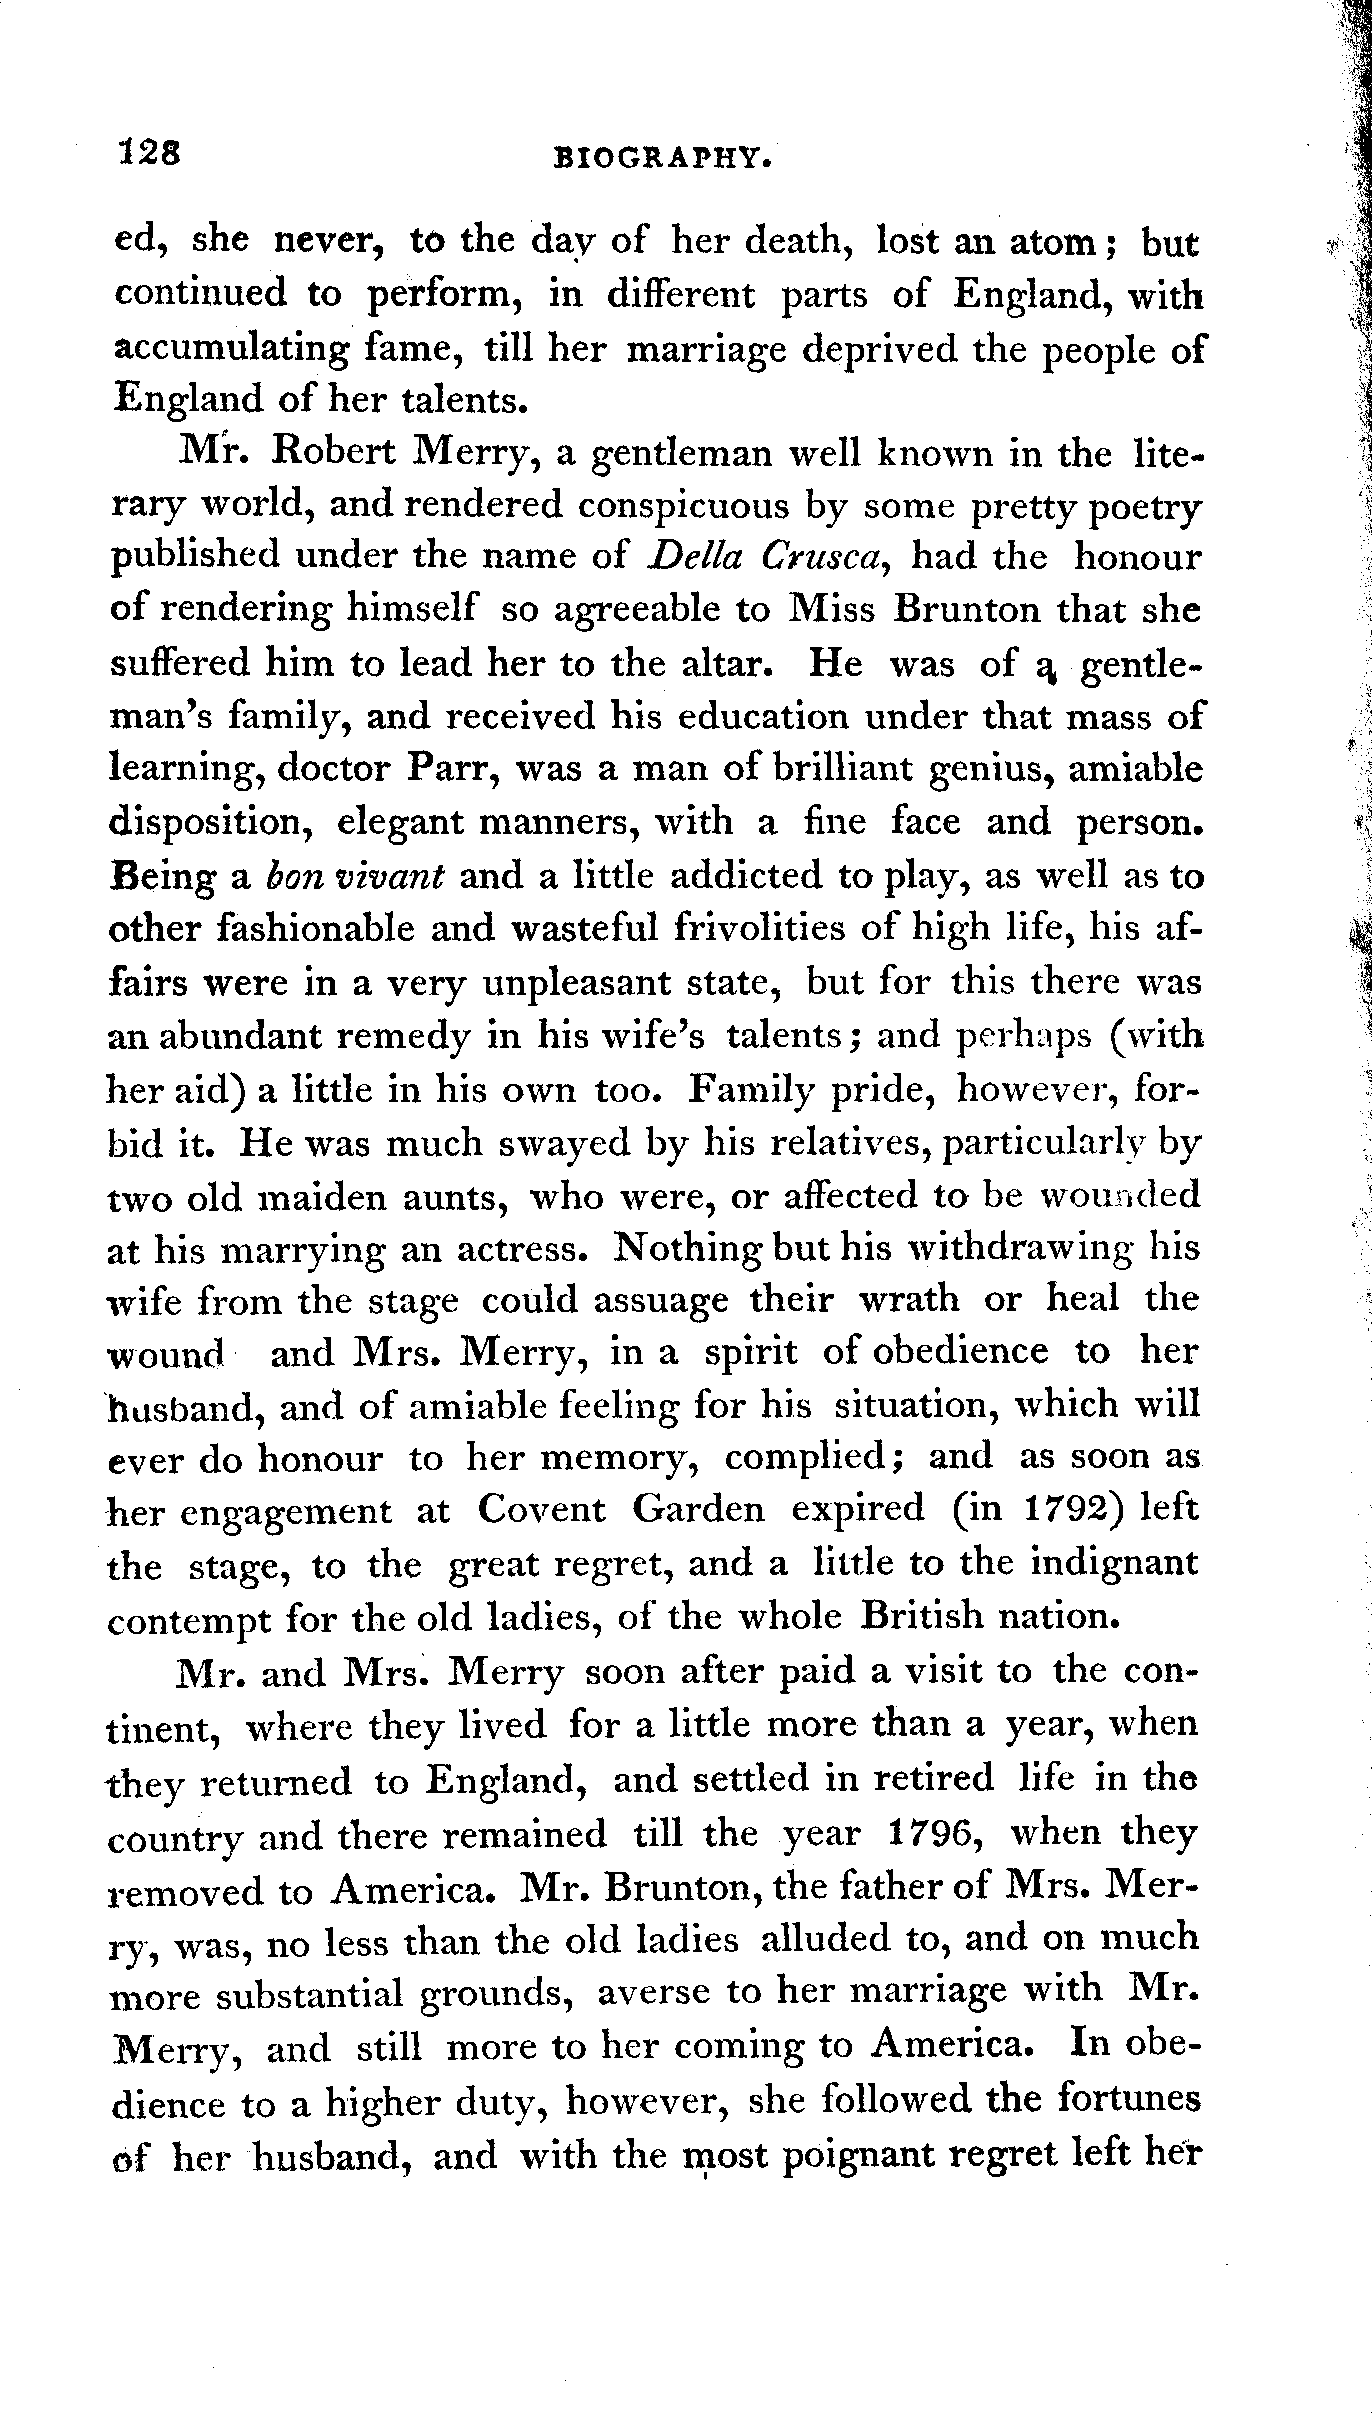 128 BIOGRAPHY.
ed, she never, to the day of her death, lost an atom; but
continued to perform, in different parts of England, with
accumulating fame, till her marriage deprived the people of
England of her talents.
Mr. Robert Merry, a gentleman well known in the lite-
rary world, and rendered conspicuous by some pretty poetry
published under the name of Della Crusca, had the honour
of rendering himself so agreeable to Miss Brunton that she
suffered him to lead her to the altar. He was of a gentle-
man's family, and received his education under that mass of
learning, doctor Parr, was a man of brilliant genius, amiable
disposition, elegant manners, with a fine face and person.
Being a bon vivant and a little addicted to play, as well as to
other fashionable and wasteful frivolities of high life, his af-
fairs were in a very unpleasant state, but for this there was
an abundant remedy in his wife's talents; and perhaps (with
her aid) a little in his own too. Family pride, however, for-
bid it. He was much swayed by his relatives, particularly by
two old maiden aunts, who were, or affected to be wounded
at his marrying an actress. Nothing but his withdrawing his
wife from the stage could assuage their wrath or heal the
wound and Mrs. Merry, in a spirit of obedience to her
husband, and of amiable feeling for his situation, which will
ever do honour to her memory, complied; and as soon as
her engagement at Covent Garden expired (in 1792) left
the stage, to the great regret, and a little to the indignant
contempt for the old ladies, of the whole British nation.
Mr. and Mrs. Merry soon after paid a visit to the con-
tinent, where they lived for a little more than a year, when
they returned to England, and settled in retired life in the
country and there remained till the year 1796, when they
removed to America. Mr. Brunton, the father of Mrs. Mer-
ry, was, no less than the old ladies alluded to, and on much
more substantial grounds, averse to her marriage with Mr.
Merry, and still more to her coming to America. In obe-
dience to a higher duty, however, she followed the fortunes
of her husband, and with the most poignant regret left her